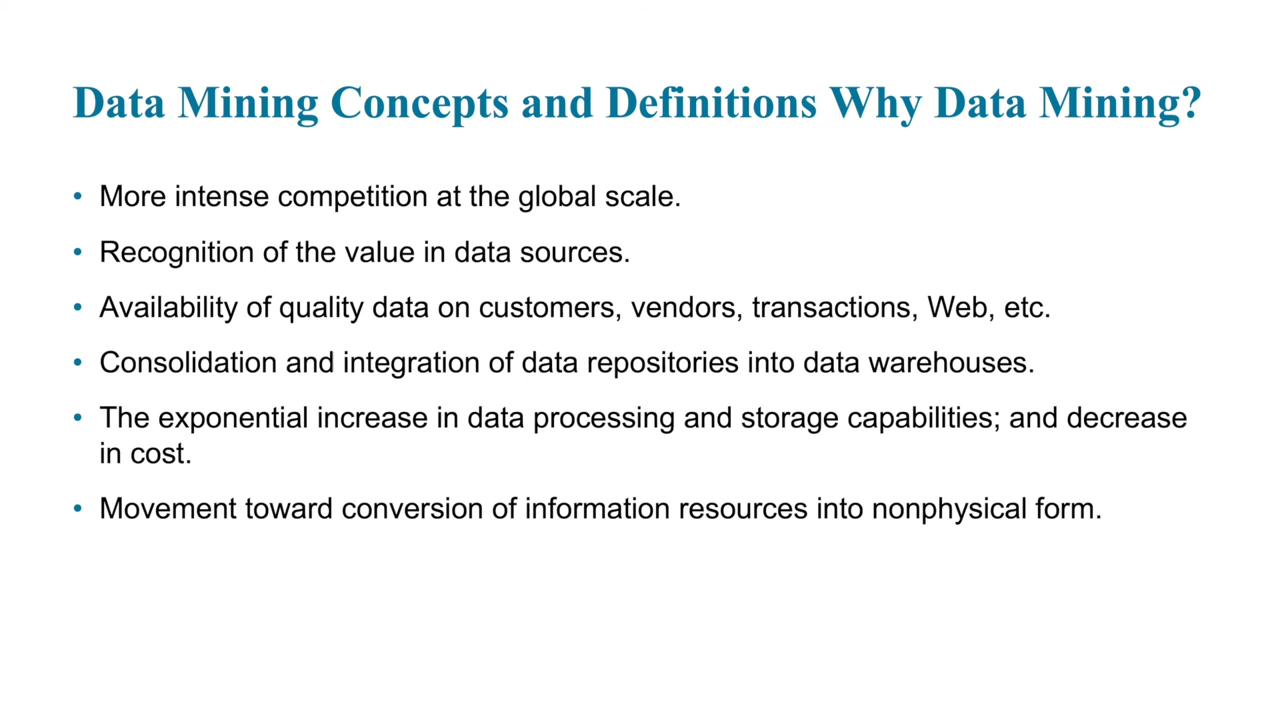 Data Mining Concepts and Definitions Why Data Mining?
• More intense competition at the global scale.
• Recognition of the value in data sources.
• Availability of quality data on customers, vendors, transactions, Web, etc.
• Consolidation and integration of data repositories into data warehouses.
• The exponential increase in data processing and storage capabilities; and decrease
in cost.
• Movement toward conversion of information resources into nonphysical form.